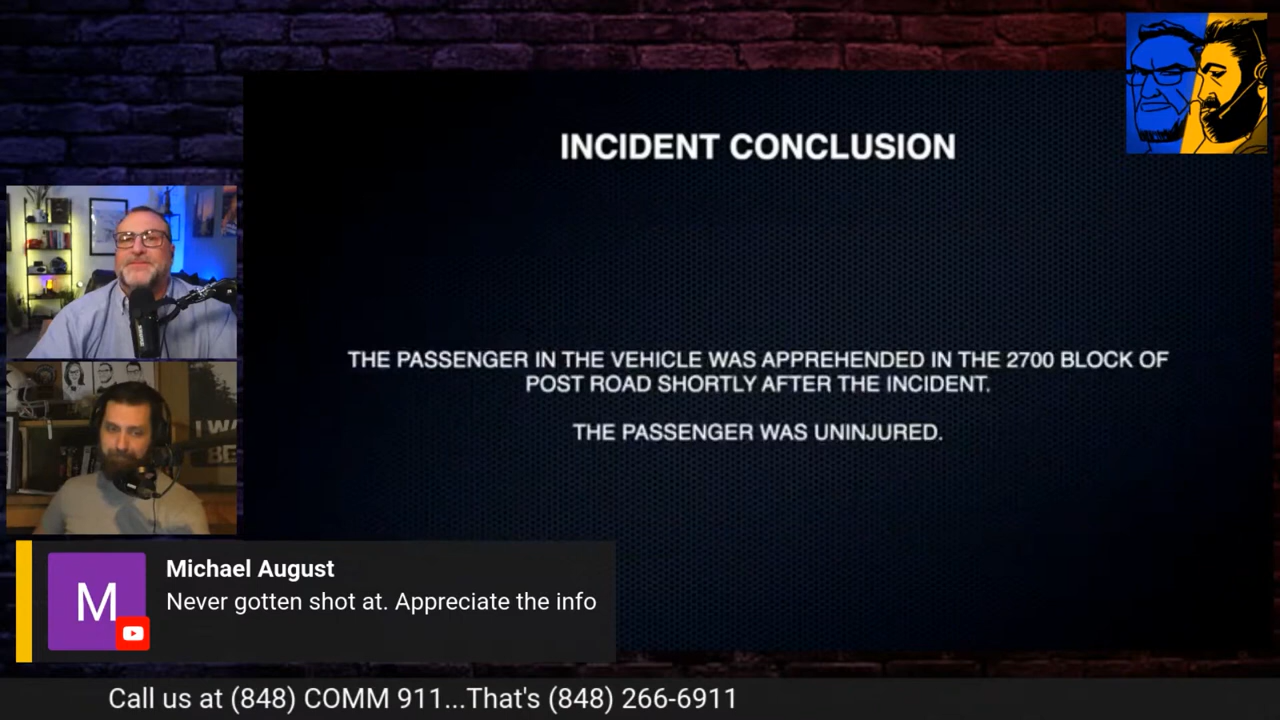 INCIDENT CONCLUSION
THE PASSENGER IN THE VEHICLE WAS APPREHENDED IN THE 2700 BLOCK OF
POST ROAD SHORTLY AFTER THE INCIDENT.
THE PASSENGER WAS UNINJURED.
I WA
BE
M
Michael August
Never gotten shot at. Appreciate the info
Call us at (848) COMM 911...That's (848) 266-6911